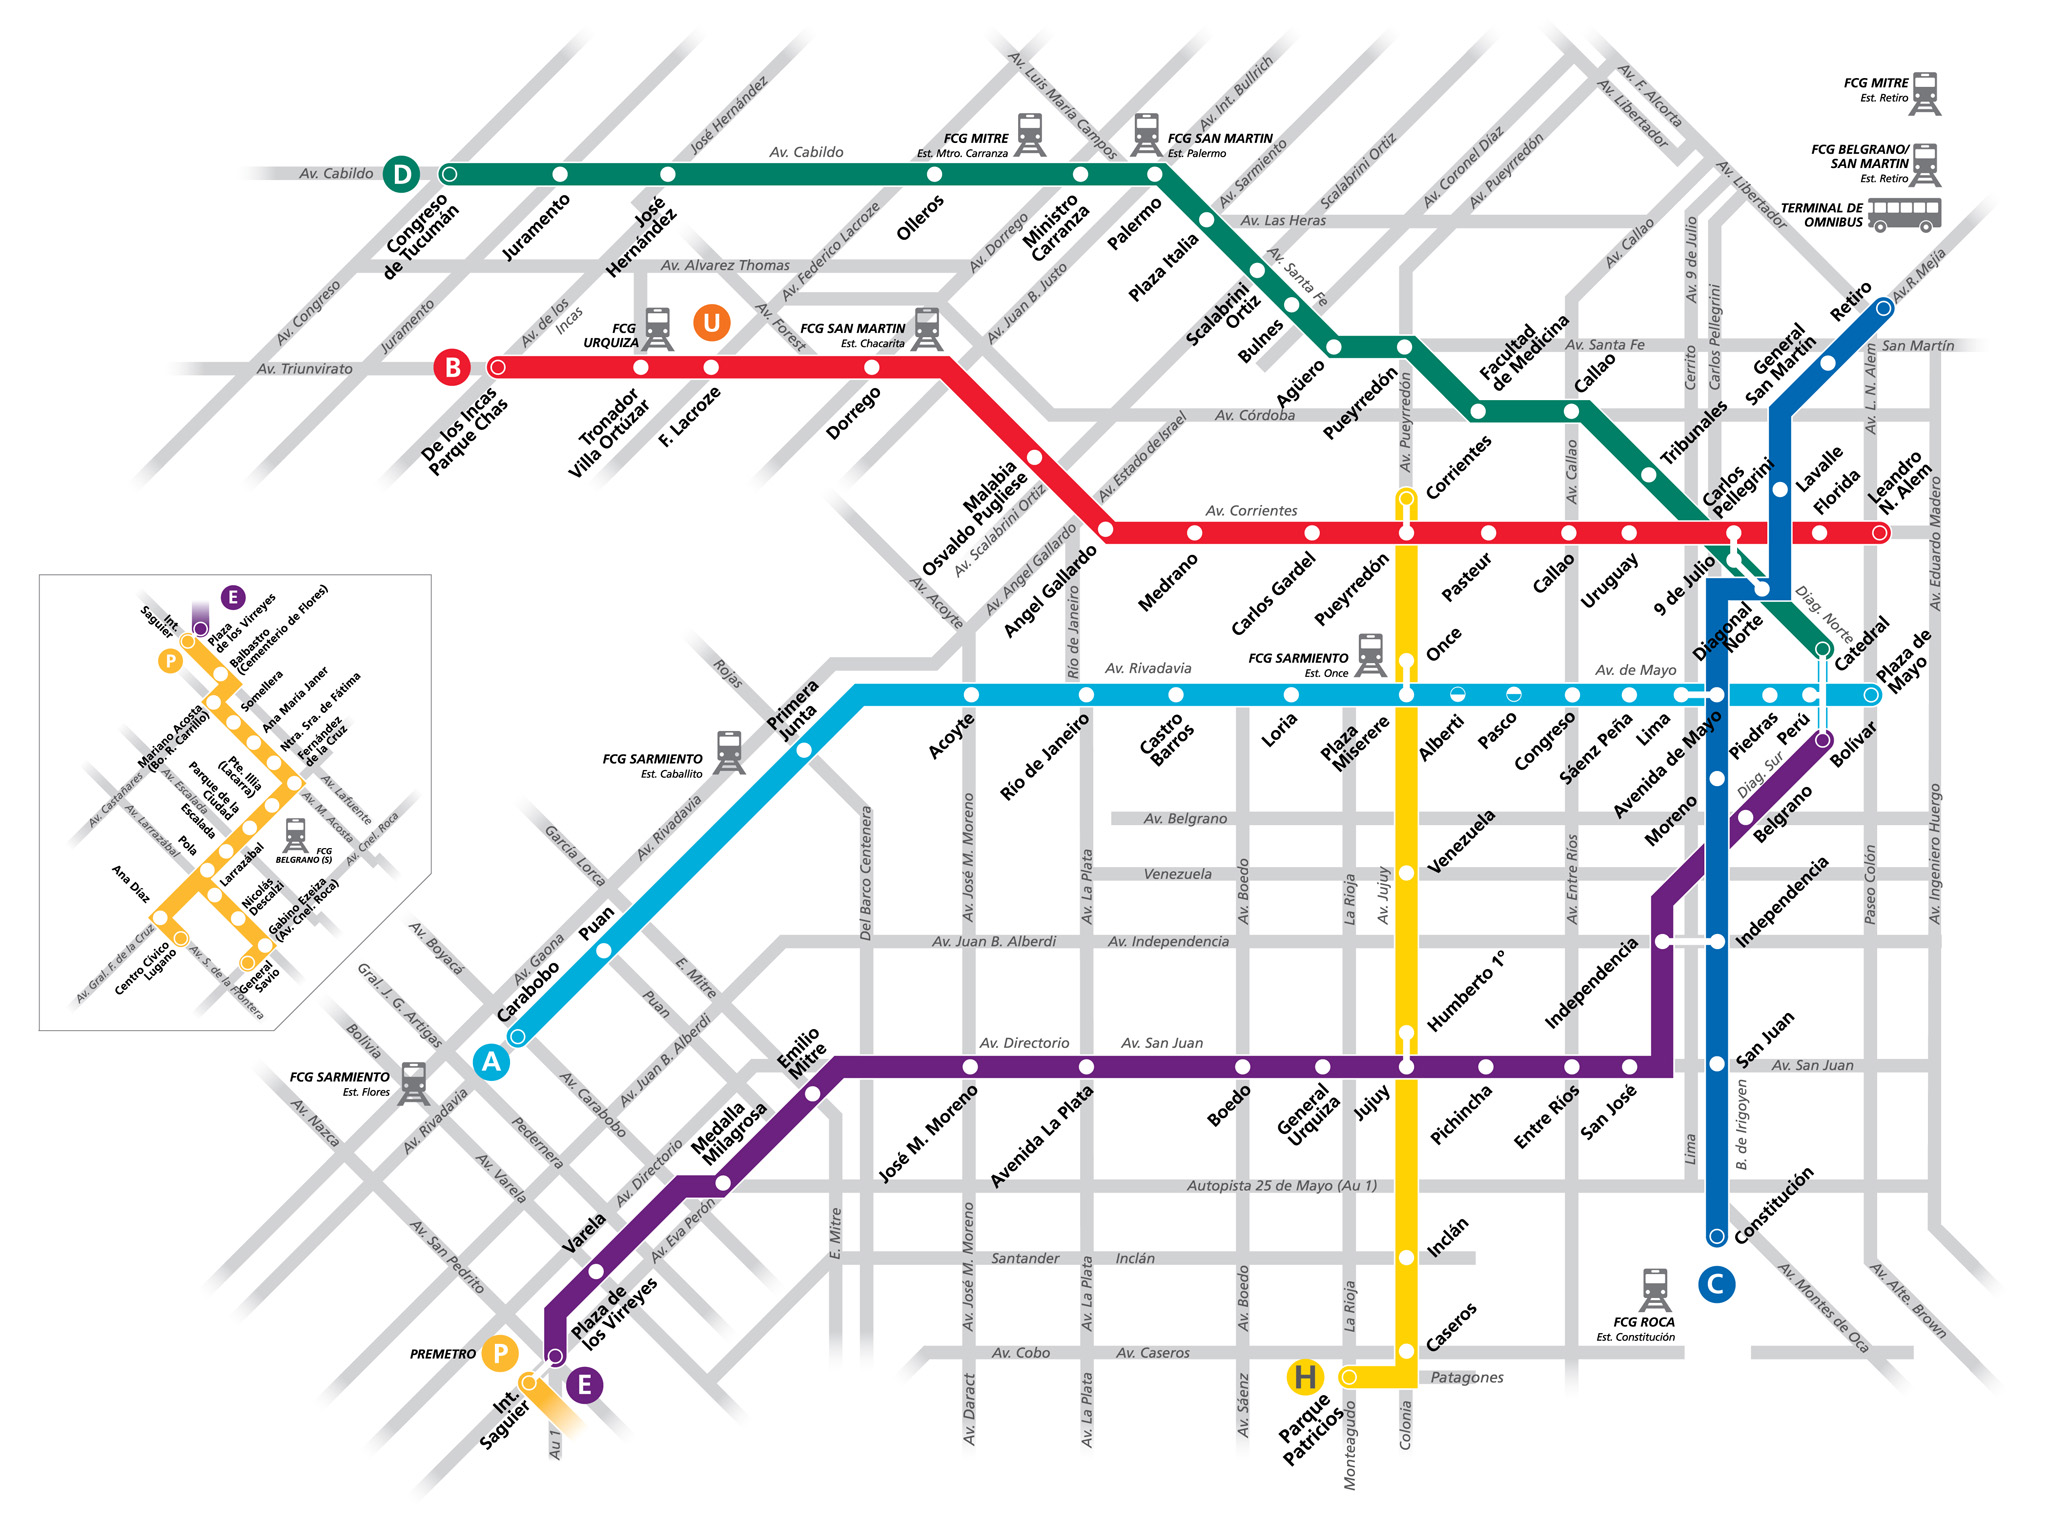 FCG MITRE
Est. Retiro
FCG BELGRANO/
SAN MARTIN
Est. Retiro
TERMINAL DE
OMNIBUS
Av. Luis María Campos
Av. Int. Bullrich
Av. F. Alcorta
Av. Libertador
José Hernández
FCG MITRE
Est. Mtro. Carranza
FCG SAN MARTIN
Est. Palermo
Av. Sarmiento
Scalabrini Ortiz
Av. Coronel Díaz
Av. Pueyrredón
Av. Libertador
Av. Cabildo
D
Av. Cabildo
Congreso
de Tucumán
Juramento
José
Hernández
Olleros
Ministro
Carranza
Palermo
Plaza Italia
Scalabrini
Ortiz
Bulnes
Agüero
Pueyrredón
Facultad
de Medicina
Callao
Tribunales
9 de Julio
Catedral
Av. Las Heras
Av. Santa Fe
Av. Callao
Av. 9 de Julio
Carlos Pellegrini
Cerrito
Av.R. Mejía
Av. Alvarez Thomas
Av. Federico Lacroze
Av. Dorrego
Av. Juan B. Justo
Av. Congreso
Juramento
Av. de los
Incas
Av. Forest
FCG
URQUIZA
U
FCG SAN MARTIN
Est. Chacarita
Av. Triunvirato
B
De los Incas
Parque Chas
Tronador
Villa Ortúzar
F. Lacroze
Dorrego
Malabia
Osvaldo Pugliese
Angel Gallardo
Medrano
Carlos Gardel
Pueyrredón
Pasteur
Callao
Uruguay
Carlos
Pellegrini
Florida
Leandro
N. Alem
Av. Santa Fe
San Martín
Av. L. N. Alem
Av. Córdoba
Av. Pueyrredón
Av. Callao
Av. Estado de Israel
Av. Scalabrini Ortiz
Av. Angel Gallardo
Av. Corrientes
Av. Eduardo Madero
Retiro
General
San Martín
Lavalle
Diagonal
Norte
Avenida de Mayo
Moreno
Independencia
San Juan
Constitución
C
Diag. Norte
Av. Acoyte
Río de Janeiro
Rojas
Corrientes
Once
Venezuela
Humberto 1º
Inclán
Caseros
Parque
Patricios
H
FCG SARMIENTO
Est. Once
Av. Rivadavia
Av. de Mayo
Plaza de
Mayo
Perú
Piedras
Lima
Sáenz Peña
Congreso
Pasco
Alberti
Plaza
Miserere
Loria
Castro
Barros
Río de Janeiro
Acoyte
Primera
Junta
Puan
Carabobo
A
FCG SARMIENTO
Est. Caballito
Av. Rivadavia
García Lorca
Av. Gaona
Av. Boyacá
Gral. J. G. Artigas
Bolivia
Puan
E. Mitre
Av. Juan B. Alberdi
Del Barco Centenera
Av. José M. Moreno
Av. La Plata
Av. Boedo
La Rioja
Av. Jujuy
Av. Entre Ríos
Paseo Colón
Av. Ingeniero Huergo
Av. Belgrano
Venezuela
Av. Juan B. Alberdi
Av. Independencia
Diag. Sur
Bolívar
Belgrano
Independencia
San José
Entre Ríos
Pichincha
Jujuy
General
Urquiza
Boedo
Avenida La Plata
José M. Moreno
Emilio
Mitre
Medalla
Milagrosa
Varela
Plaza de
los Virreyes
E
Av. Directorio
Av. San Juan
Av. San Juan
Lima
B. de Irigoyen
FCG SARMIENTO
Est. Flores
Av. Nazca
Av. Rivadavia
Av. Carabobo
Pedernera
Av. Varela
Av. Directorio
Av. San Pedrito
Av. Eva Perón
E. Mitre
Autopista 25 de Mayo (Au 1)
Santander
Inclán
Av. José M. Moreno
Av. La Plata
Av. Boedo
La Rioja
Av. Cobo
Av. Caseros
Patagones
Av. Daract
Av. La Plata
Av. Sáenz
Monteagudo
Colonia
FCG ROCA
Est. Constitución
Av. Montes de Oca
Av. Alte. Brown
PREMETRO
P
Int.
Saguier
Au 1
E
Int.
Saguier
P
Plaza
de los Virreyes
Balbastro
(Cementerio de Flores)
Somellera
Ana María Janer
Ntra. Sra. de Fátima
Fernández
de la Cruz
Mariano Acosta
(Bo. R. Carrillo)
Pte. Illia
(Lacarra)
Parque de la
Ciudad
Escalada
Pola
Larrazábal
Ana Díaz
Nicolás
Descalzi
Gabino Ezeiza
(Av. Cnel. Roca)
Centro Cívico
Lugano
General
Savio
Av. Castañares
Av. Escalada
Av. Larrazábal
Av. Lafuente
Av. M. Acosta
Av. Cnel. Roca
FCG
BELGRANO (S)
Av. Gral. F. de la Cruz
Av. S. de la Frontera